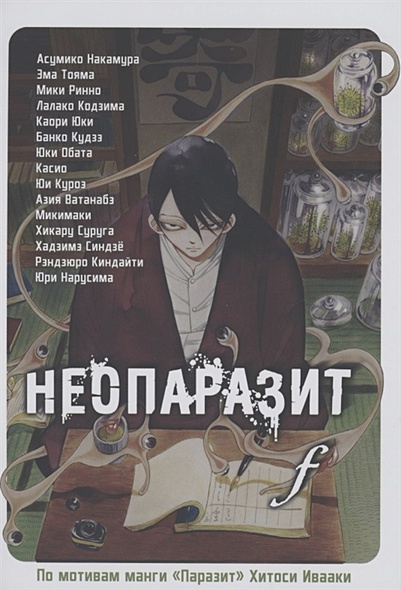 Асумико Накамура
Эма Тояма
Мики Ринно
Лалако Кодзима
Каори Юки
Банко Кудзэ
Юки Обата
Касио
Юи Куроэ
Азия Ватанабэ
Микимаки
Хикару Суруга
Хадзимэ Синдзё
Рэндзюро Киндайти
Юри Нарусима
НЕОПАРАЗИТ
f
По мотивам манги «Паразит» Хитоси Ивааки